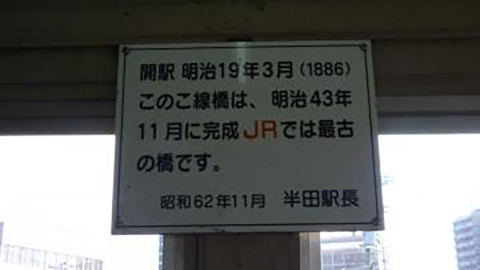 開駅 明治19年3月(1886)
このこ線橋は、明治43年
11月に完成JRでは最古
の橋です。
昭和62年11月 半田駅長